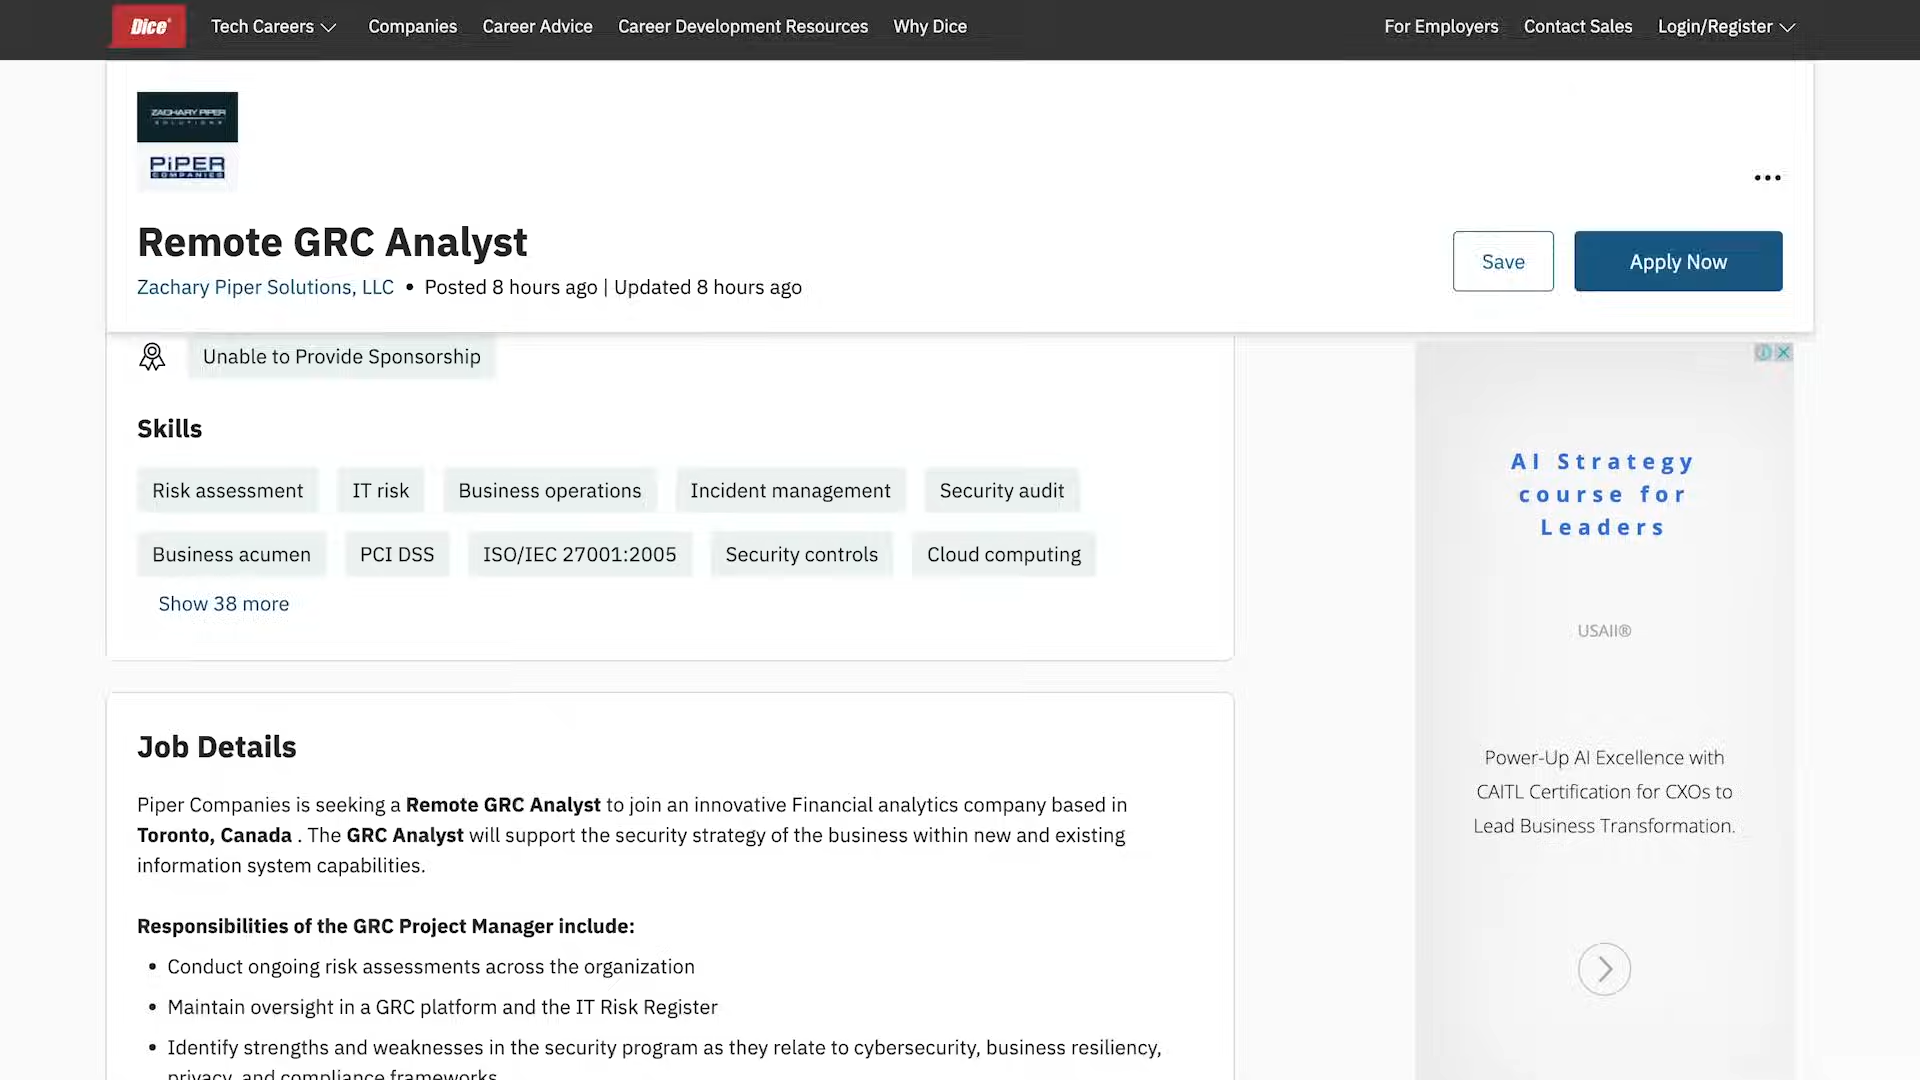 Dice
Tech Careers
Companies
Career Advice
Career Development Resources
Why Dice
For Employers
Contact Sales
Login/Register
ZACHARY PIPER
SOLUTIONS
PiPER
COMPANIES
Remote GRC Analyst
Zachary Piper Solutions, LLC • Posted 8 hours ago | Updated 8 hours ago
Save
Apply Now
Unable to Provide Sponsorship
Skills
Risk assessment
IT risk
Business operations
Incident management
Security audit
Business acumen
PCI DSS
ISO/IEC 27001:2005
Security controls
Cloud computing
Show 38 more
Job Details
Piper Companies is seeking a Remote GRC Analyst to join an innovative Financial analytics company based in
Toronto, Canada . The GRC Analyst will support the security strategy of the business within new and existing
information system capabilities.
Responsibilities of the GRC Project Manager include:
• Conduct ongoing risk assessments across the organization
• Maintain oversight in a GRC platform and the IT Risk Register
• Identify strengths and weaknesses in the security program as they relate to cybersecurity, business resiliency,
privacy, and compliance frameworks
AI Strategy
course for
Leaders
USAII®
Power-Up AI Excellence with
CAITL Certification for CXOs to
Lead Business Transformation.